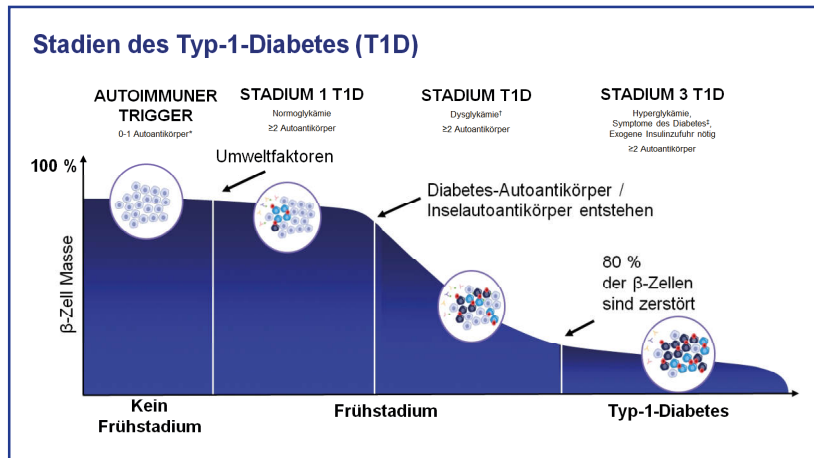 Stadien des Typ-1-Diabetes (T1D)
AUTOIMMUNER
TRIGGER
0-1 Autoantikörper*
STADIUM 1 T1D
Normoglykämie
≥2 Autoantikörper
STADIUM T1D
Dysglykämie†
≥2 Autoantikörper
STADIUM 3 T1D
Hyperglykämie,
Symptome des Diabetes‡,
Exogene Insulinzufuhr nötig
≥2 Autoantikörper
100 %
Umweltfaktoren
Diabetes-Autoantikörper /
Inselautoantikörper entstehen
80 %
der β-Zellen
sind zerstört
β-Zell Masse
Kein
Frühstadium
Frühstadium
Typ-1-Diabetes